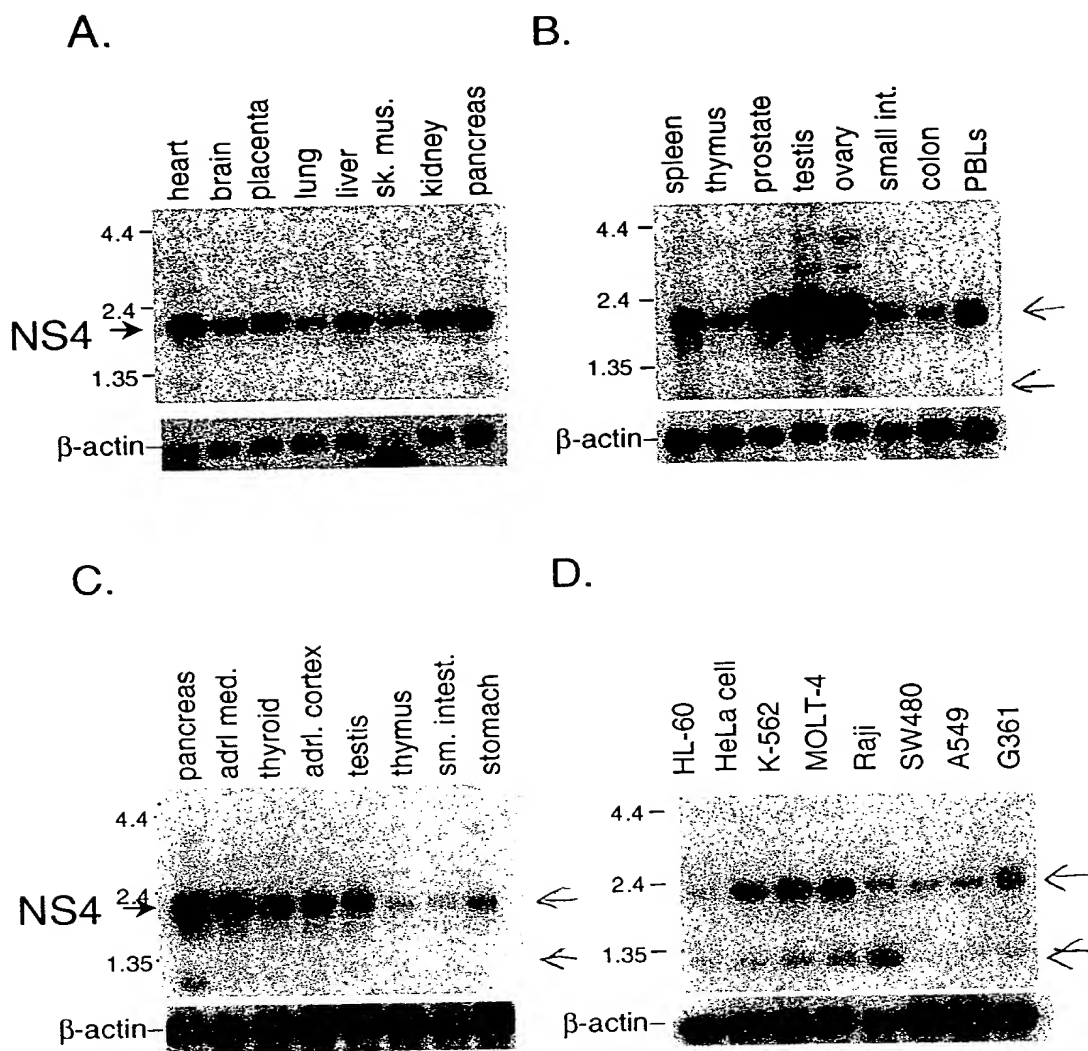 A.
heart
brain
placenta
lung
liver
sk. mus.
kidney
pancreas
4.4
2.4
NS4
1.35
β-actin
B.
spleen
thymus
prostate
testis
ovary
small int.
colon
PBLs
4.4
2.4
1.35
β-actin
C.
pancreas
adrl med.
thyroid
adrl. cortex
testis
thymus
sm. intest.
stomach
4.4
2.4
NS4
1.35
β-actin
D.
HL-60
HeLa cell
K-562
MOLT-4
Raji
SW480
A549
G361
4.4
2.4
1.35
β-actin